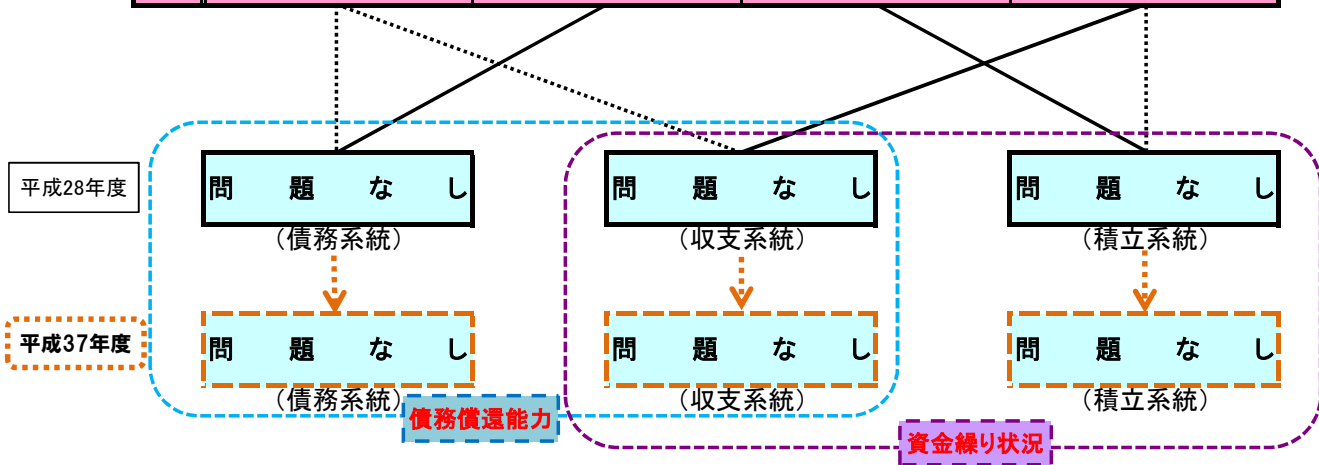 平成28年度
問題なし
問題なし
問題なし
(債務系統)
(収支系統)
(積立系統)
平成37年度
問題なし
問題なし
問題なし
(債務系統)
(収支系統)
(積立系統)
債務償還能力
資金繰り状況